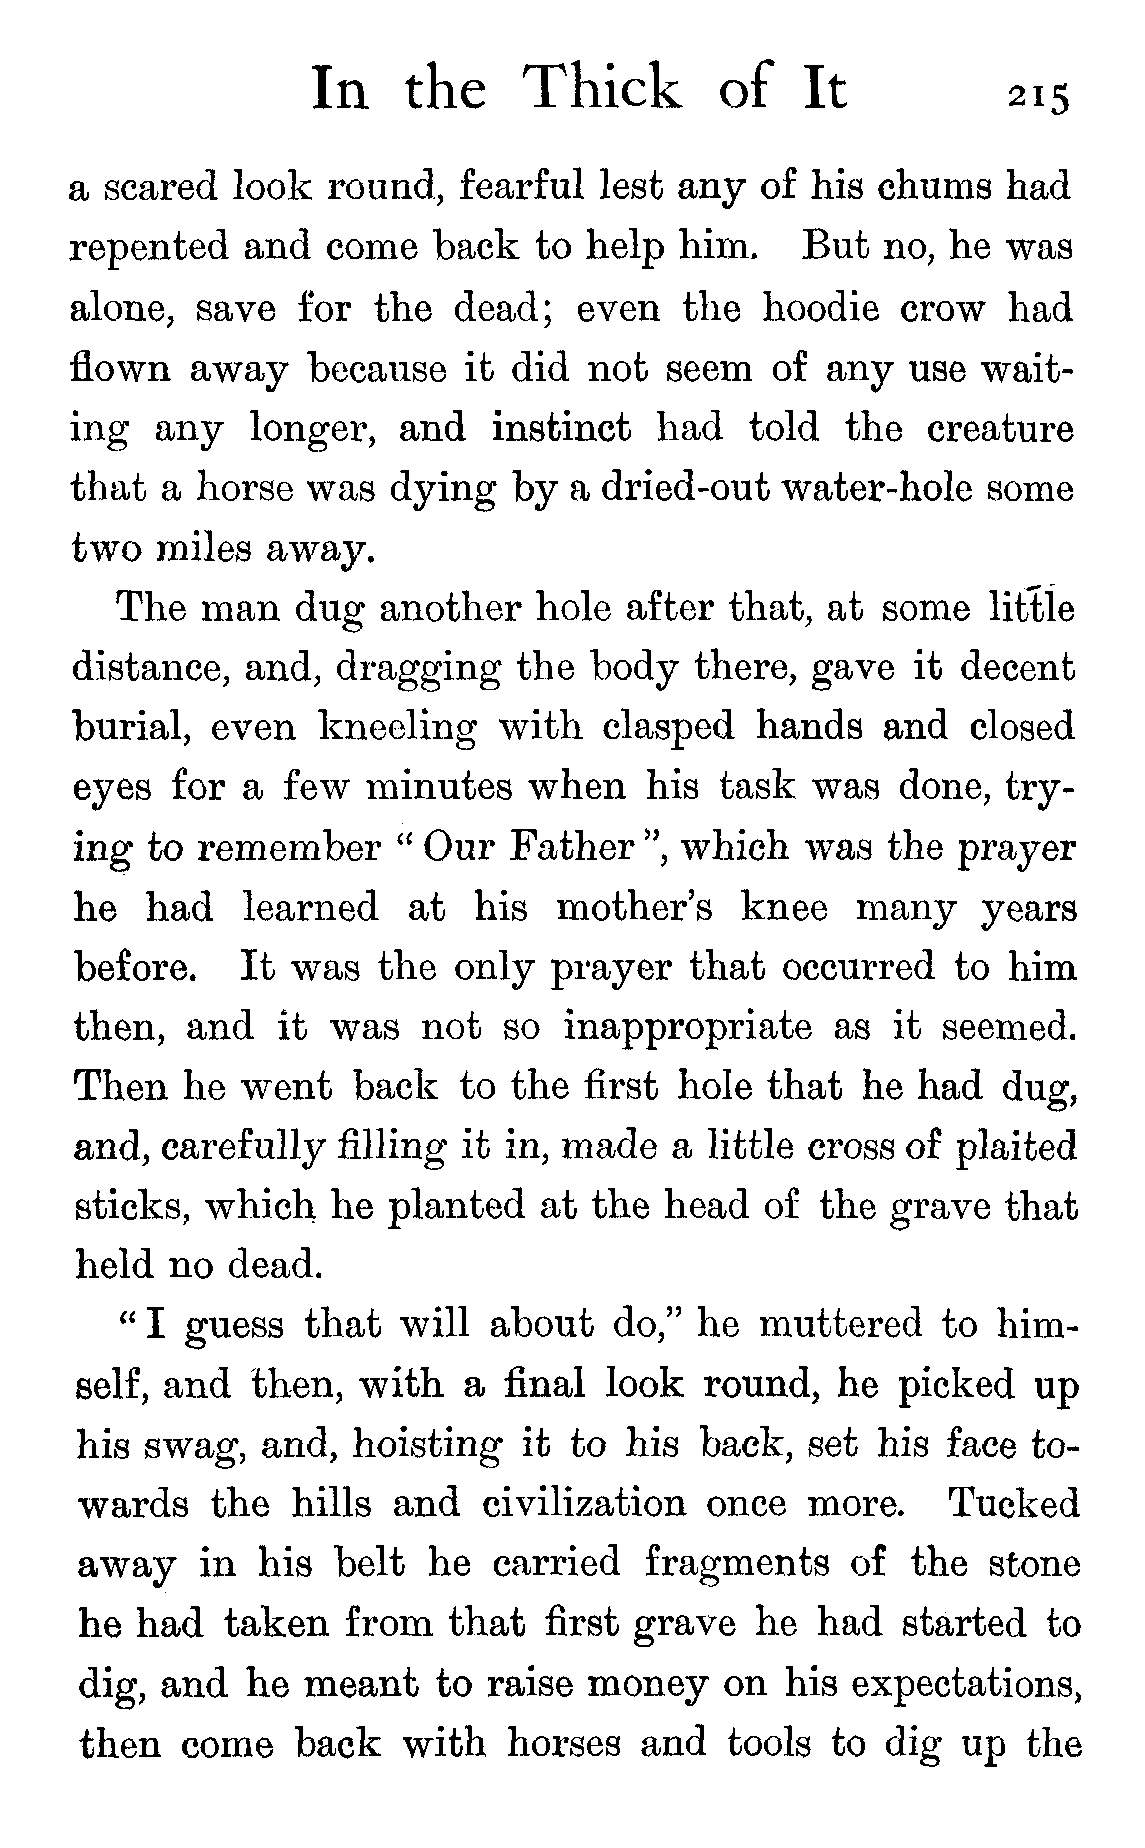 In the Thick of It 215
a scared look round, fearful lest any of his chums had
repented and come back to help him. But no, he was
alone, save for the dead; even the hoodie crow had
flown away because it did not seem of any use wait-
ing any longer, and instinct had told the creature
that a horse was dying by a dried-out water-hole some
two miles away.
The man dug another hole after that, at some little
distance, and, dragging the body there, gave it decent
burial, even kneeling with clasped hands and closed
eyes for a few minutes when his task was done, try-
ing to remember “ Our Father ”, which was the prayer
he had learned at his mother’s knee many years
before. It was the only prayer that occurred to him
then, and it was not so inappropriate as it seemed.
Then he went back to the first hole that he had dug,
and, carefully filling it in, made a little cross of plaited
sticks, which he planted at the head of the grave that
held no dead.
“ I guess that will about do,” he muttered to him-
self, and then, with a final look round, he picked up
his swag, and, hoisting it to his back, set his face to-
wards the hills and civilization once more. Tucked
away in his belt he carried fragments of the stone
he had taken from that first grave he had started to
dig, and he meant to raise money on his expectations,
then come back with horses and tools to dig up the